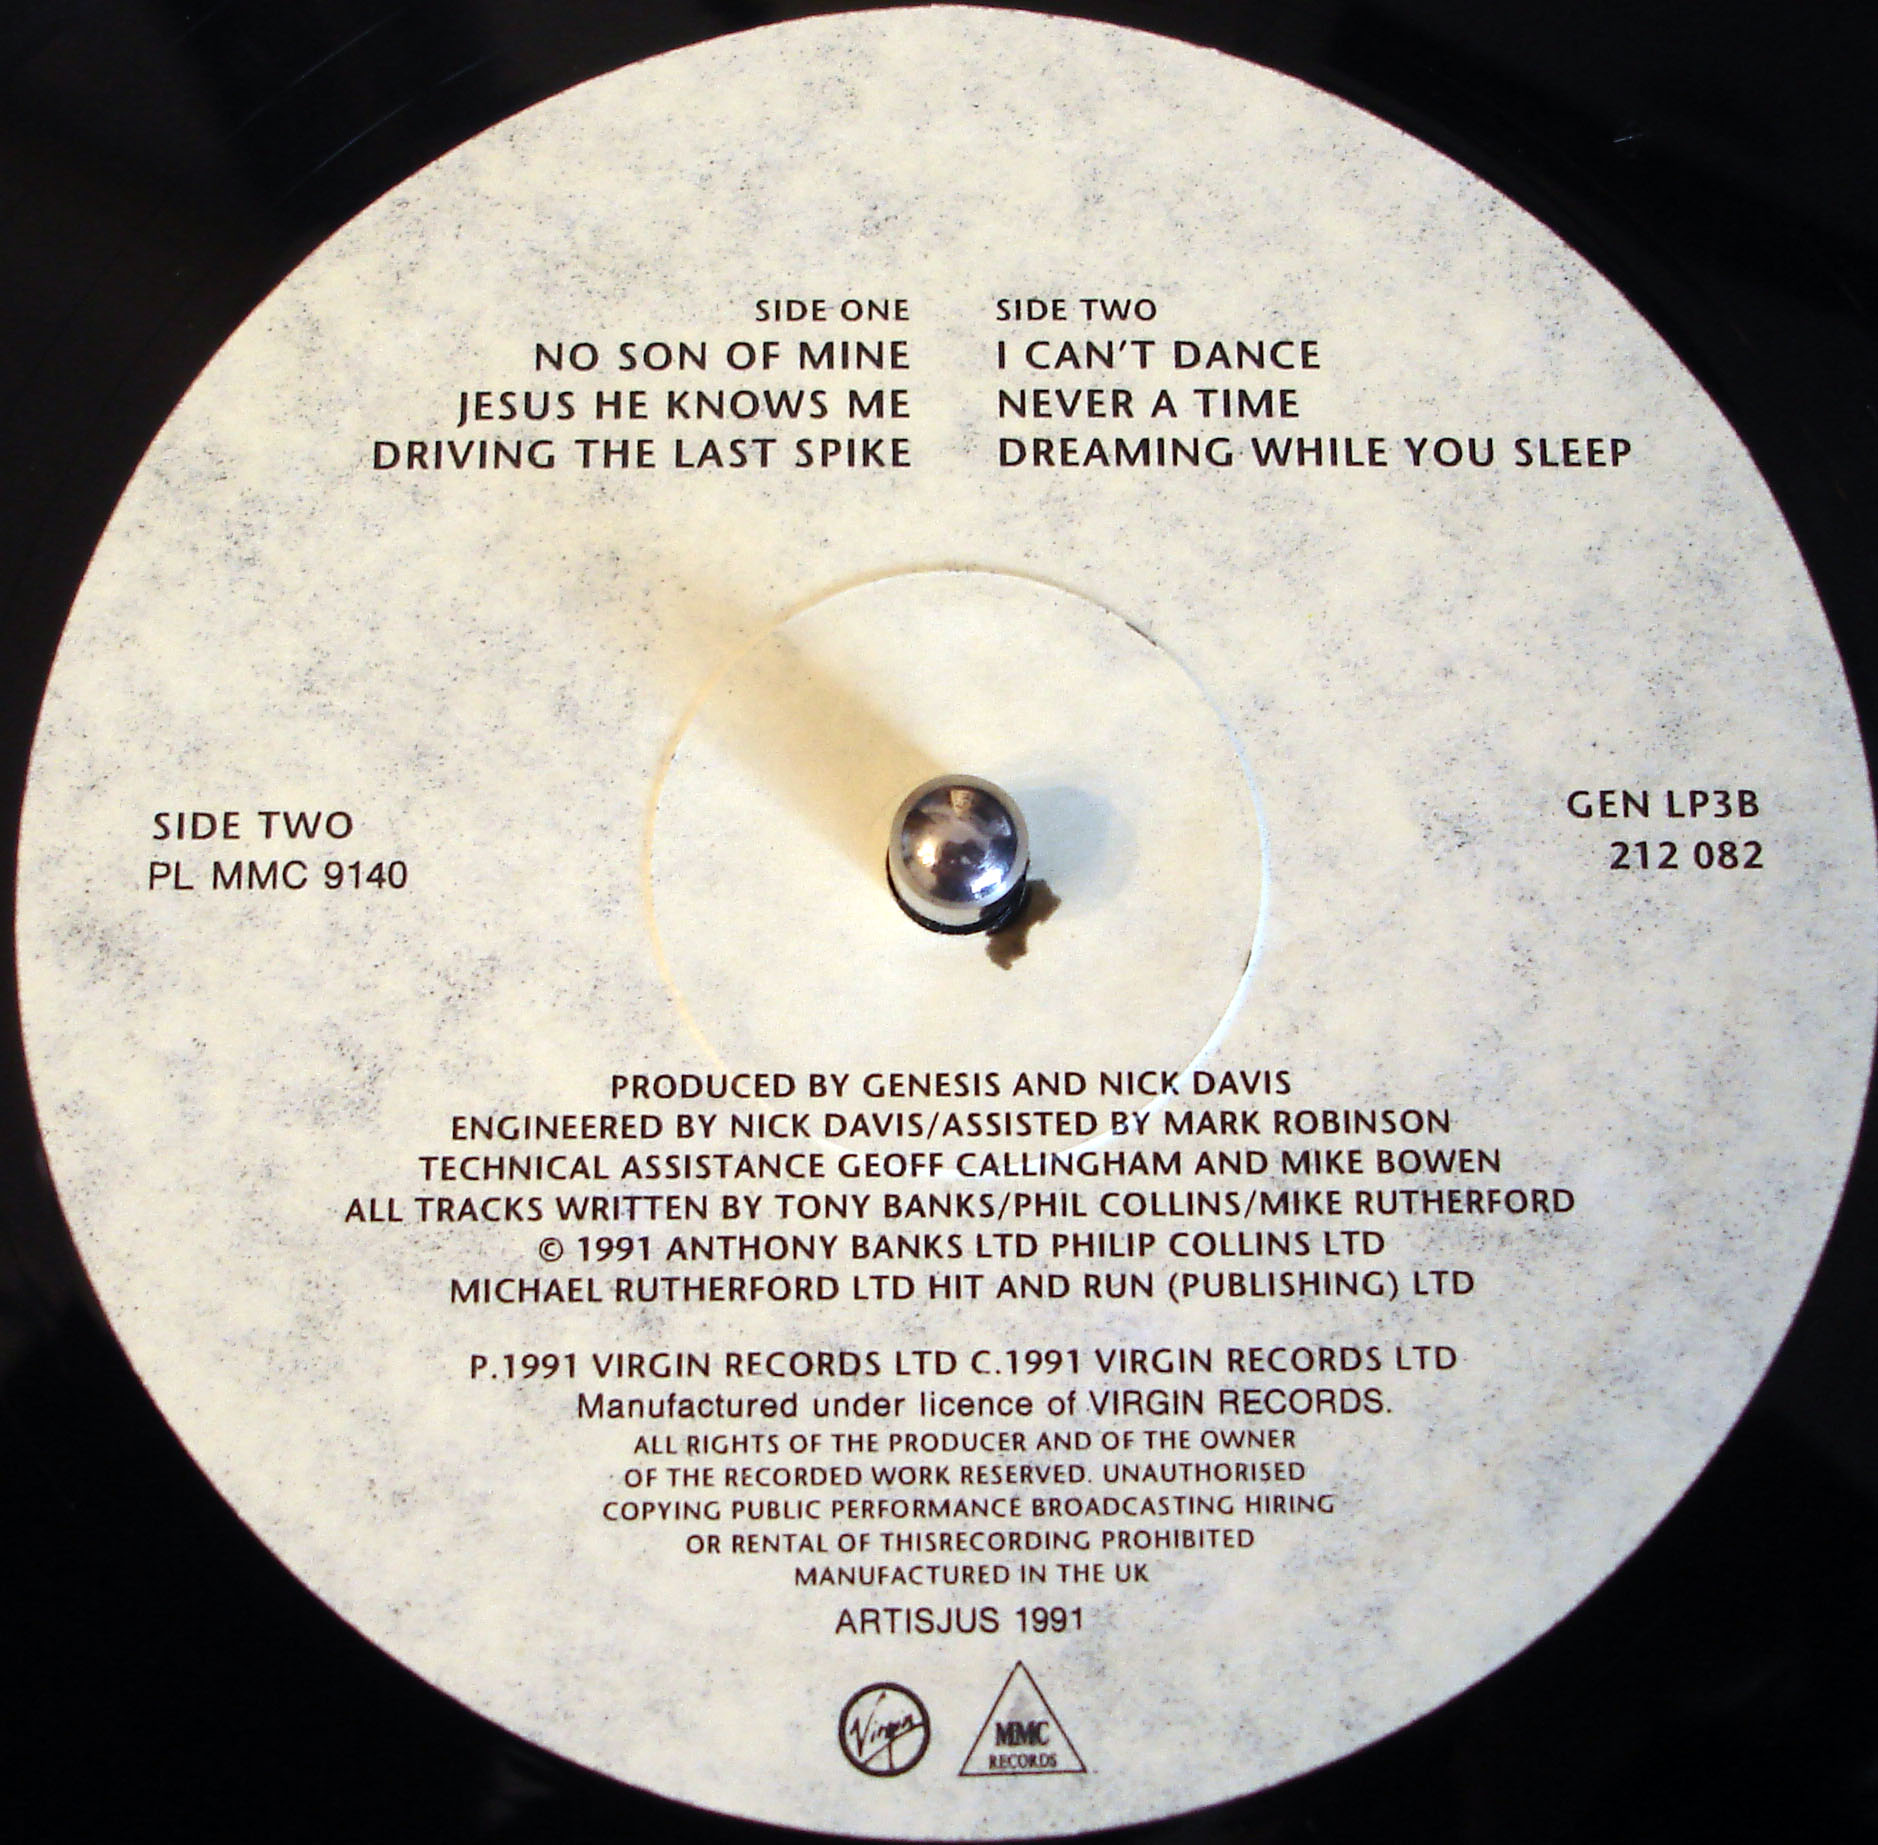 SIDE ONE
NO SON OF MINE
JESUS HE KNOWS ME
DRIVING THE LAST SPIKE
SIDE TWO
I CAN'T DANCE
NEVER A TIME
DREAMING WHILE YOU SLEEP
SIDE TWO
PL MMC 9140
GEN LP3B
212 082
PRODUCED BY GENESIS AND NICK DAVIS
ENGINEERED BY NICK DAVIS/ASSISTED BY MARK ROBINSON
TECHNICAL ASSISTANCE GEOFF CALLINGHAM AND MIKE BOWEN
ALL TRACKS WRITTEN BY TONY BANKS/PHIL COLLINS/MIKE RUTHERFORD
© 1991 ANTHONY BANKS LTD PHILIP COLLINS LTD
MICHAEL RUTHERFORD LTD HIT AND RUN (PUBLISHING) LTD
P.1991 VIRGIN RECORDS LTD C.1991 VIRGIN RECORDS LTD
Manufactured under licence of VIRGIN RECORDS.
ALL RIGHTS OF THE PRODUCER AND OF THE OWNER
OF THE RECORDED WORK RESERVED. UNAUTHORISED
COPYING PUBLIC PERFORMANCE BROADCASTING HIRING
OR RENTAL OF THISRECORDING PROHIBITED
MANUFACTURED IN THE UK
ARTISJUS 1991
Virgin
MMC
RECORDS